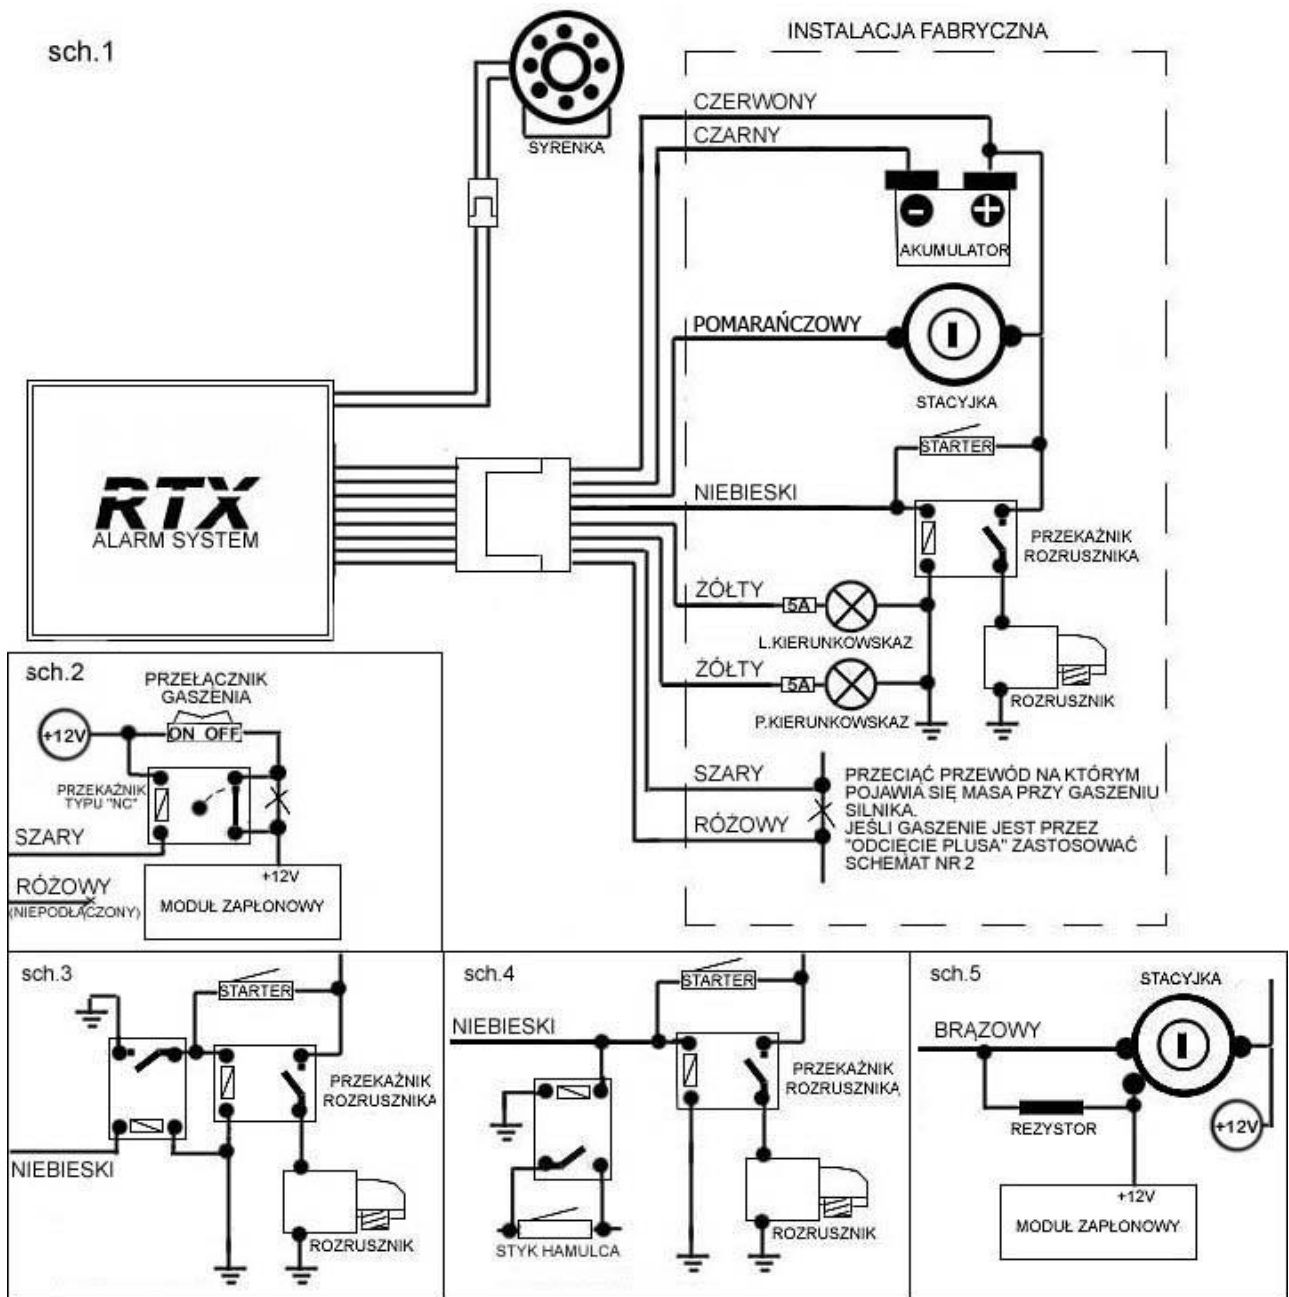 sch.1
INSTALACJA FABRYCZNA
SYRENKA
CZERWONY
CZARNY
-
+
AKUMULATOR
POMARAŃCZOWY
STACYJKA
STARTER
RTX
ALARM SYSTEM
NIEBIESKI
PRZEKAŹNIK
ROZRUSZNIKA
ŻÓŁTY
5A
L.KIERUNKOWSKAZ
ŻÓŁTY
5A
P.KIERUNKOWSKAZ
ROZRUSZNIK
SZARY
RÓŻOWY
PRZECIĄĆ PRZEWÓD NA KTÓRYM
POJAWIA SIĘ MASA PRZY GASZENIU
SILNIKA.
JEŚLI GASZENIE JEST PRZEZ
"ODCIĘCIE PLUSA" ZASTOSOWAĆ
SCHEMAT NR 2
sch.2
PRZEŁĄCZNIK
GASZENIA
+12V
ON OFF
PRZEKAŹNIK
TYPU "NC"
SZARY
RÓŻOWY
(NIEPODŁĄCZONY)
+12V
MODUŁ ZAPŁONOWY
sch.3
STARTER
PRZEKAŹNIK
ROZRUSZNIKA
NIEBIESKI
ROZRUSZNIK
sch.4
STARTER
NIEBIESKI
PRZEKAŹNIK
ROZRUSZNIKA
STYK HAMULCA
ROZRUSZNIK
sch.5
STACYJKA
BRĄZOWY
REZYSTOR
+12V
+12V
MODUŁ ZAPŁONOWY